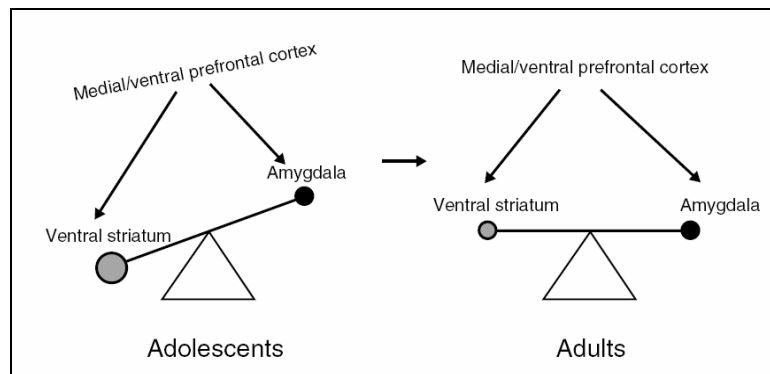 Medial/ventral prefrontal cortex
Amygdala
Ventral striatum
Adolescents
Medial/ventral prefrontal cortex
Ventral striatum
Amygdala
Adults